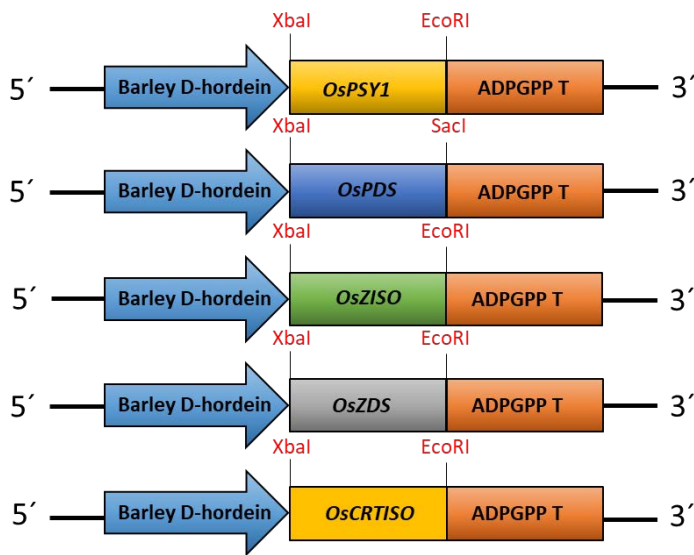 XbaI EcoRI
5′ Barley D-hordein OsPSY1 ADPGPP T 3′
XbaI SacI
5′ Barley D-hordein OsPDS ADPGPP T 3′
XbaI EcoRI
5′ Barley D-hordein OsZISO ADPGPP T 3′
XbaI EcoRI
5′ Barley D-hordein OsZDS ADPGPP T 3′
XbaI EcoRI
5′ Barley D-hordein OsCRTISO ADPGPP T 3′